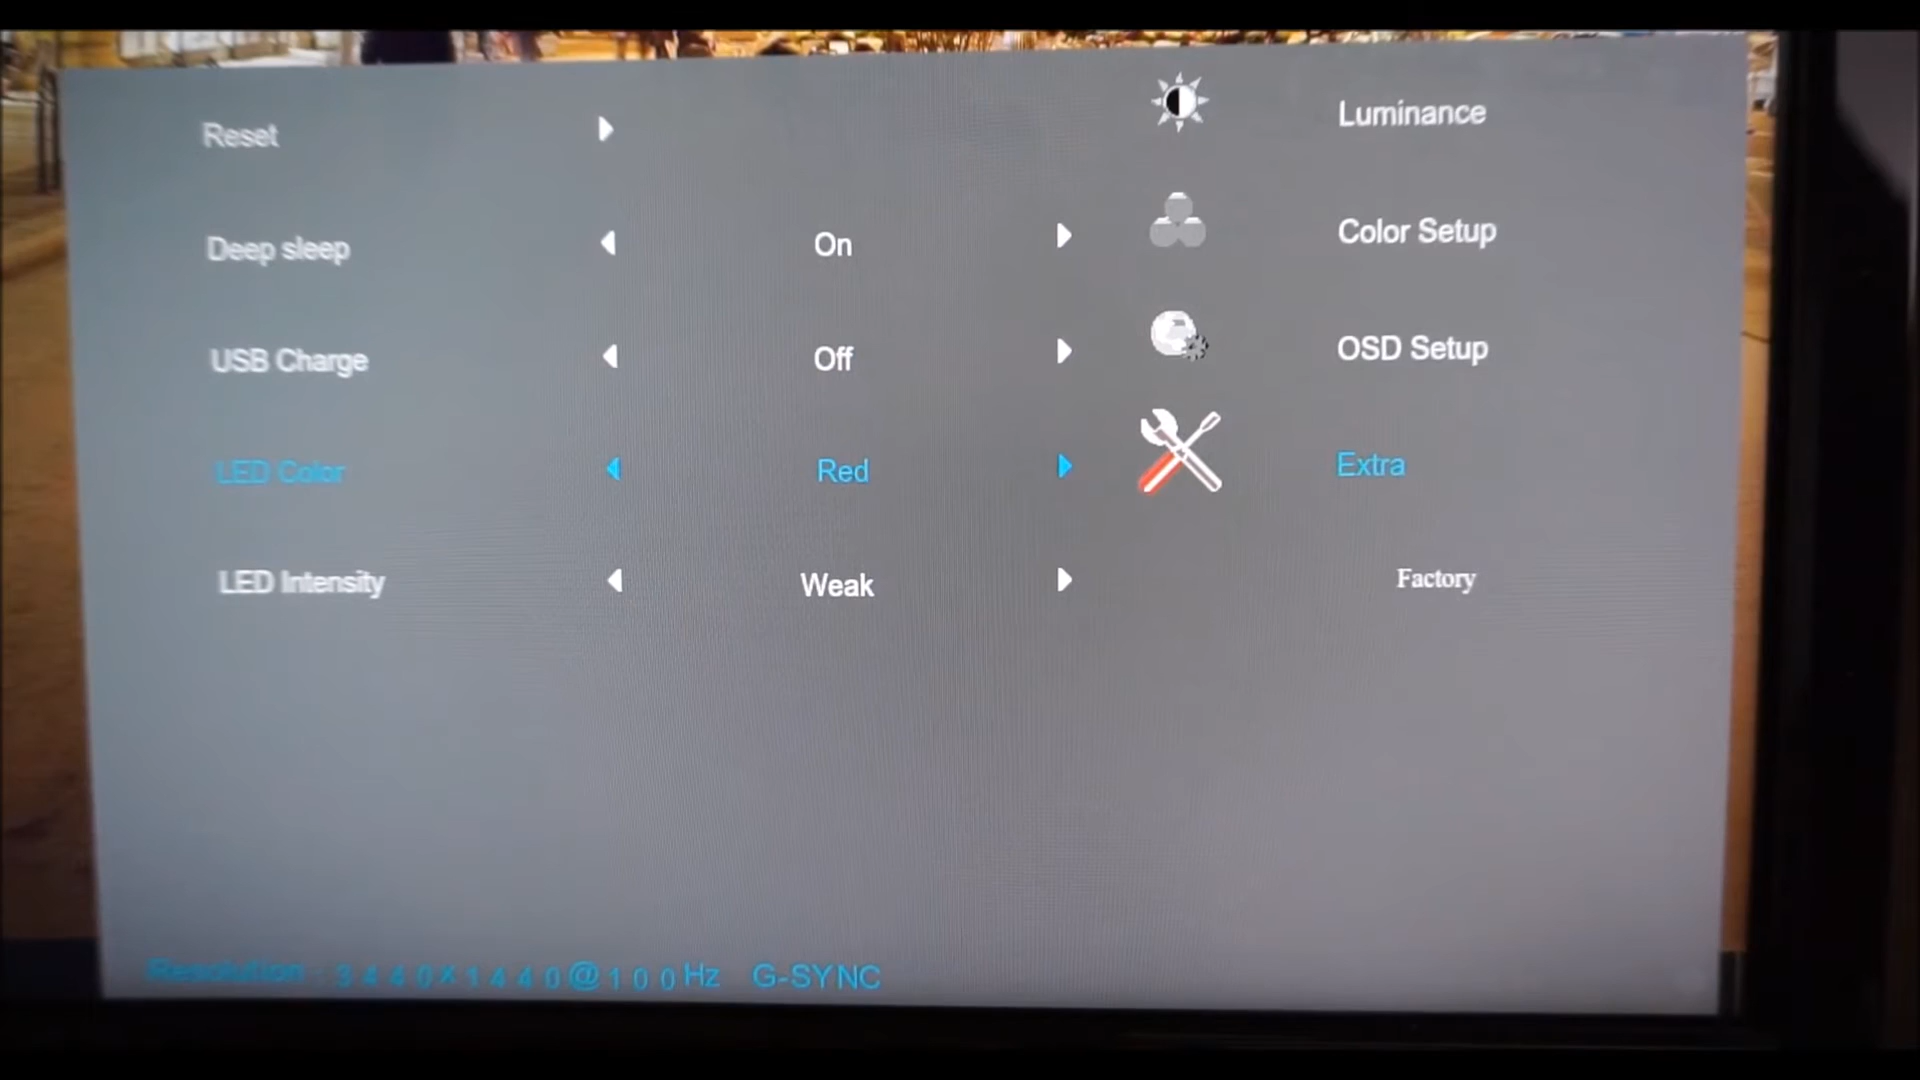 Reset
Deep sleep On
USB Charge Off
LED Color Red
LED Intensity Weak
Luminance
Color Setup
OSD Setup
Extra
Factory
Resolution : 3440X1440@100Hz G-SYNC